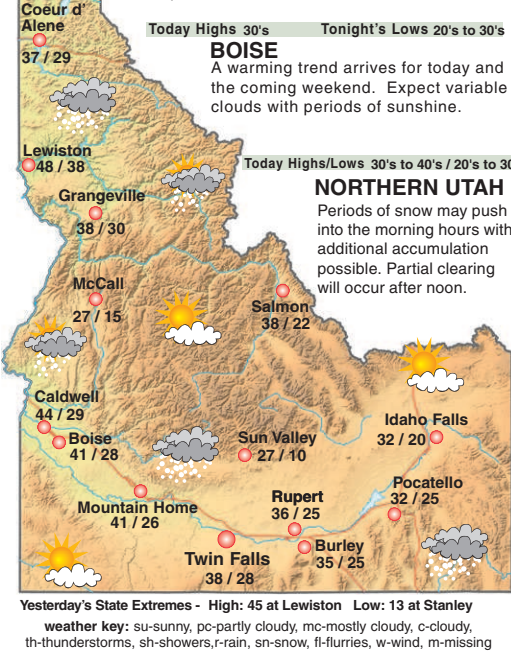 Coeur d'
Alene
37 / 29
Today Highs 30's Tonight's Lows 20's to 30's
BOISE
A warming trend arrives for today and
the coming weekend. Expect variable
clouds with periods of sunshine.
Lewiston
48 / 38
Today Highs/Lows 30's to 40's / 20's to 30
Grangeville
38 / 30
NORTHERN UTAH
Periods of snow may push
into the morning hours with
additional accumulation
possible. Partial clearing
will occur after noon.
McCall
27 / 15
Salmon
38 / 22
Caldwell
44 / 29
Boise
41 / 28
Sun Valley
27 / 10
Idaho Falls
32 / 20
Mountain Home
41 / 26
Rupert
36 / 25
Pocatello
32 / 25
Twin Falls
38 / 28
Burley
35 / 25
Yesterday's State Extremes - High: 45 at Lewiston Low: 13 at Stanley
weather key: su-sunny, pc-partly cloudy, mc-mostly cloudy, c-cloudy,
th-thunderstorms, sh-showers,r-rain, sn-snow, fl-flurries, w-wind, m-missing